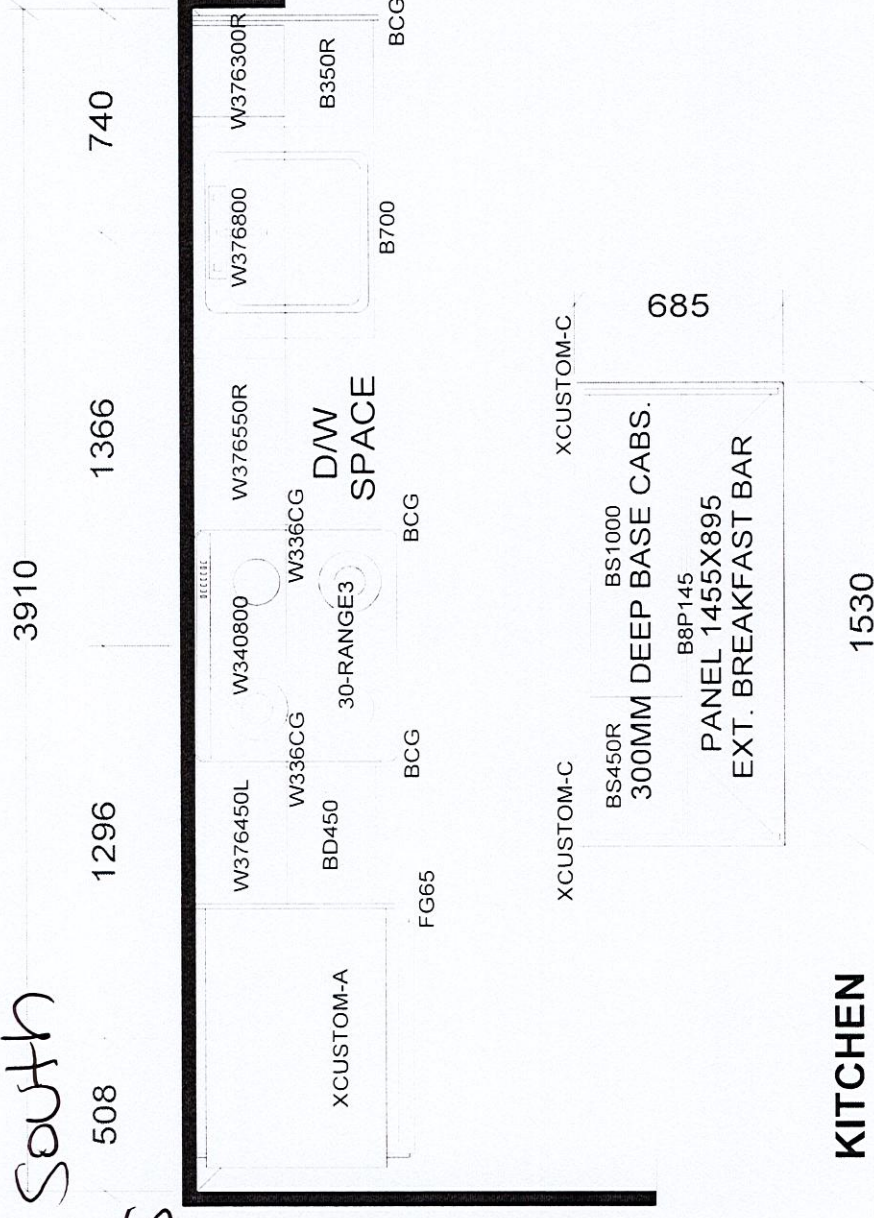 South
3910
508
1296
1366
740
W376450L
W340800
W376550R
W376800
W376300R
W336CG
W336CG
XCUSTOM-A
BD450
30-RANGE3
D/W
SPACE
B350R
B700
FG65
BCG
BCG
BCG
XCUSTOM-C
XCUSTOM-C
BS450R
BS1000
300MM DEEP BASE CABS.
B8P145
PANEL 1455X895
EXT. BREAKFAST BAR
685
1530
KITCHEN